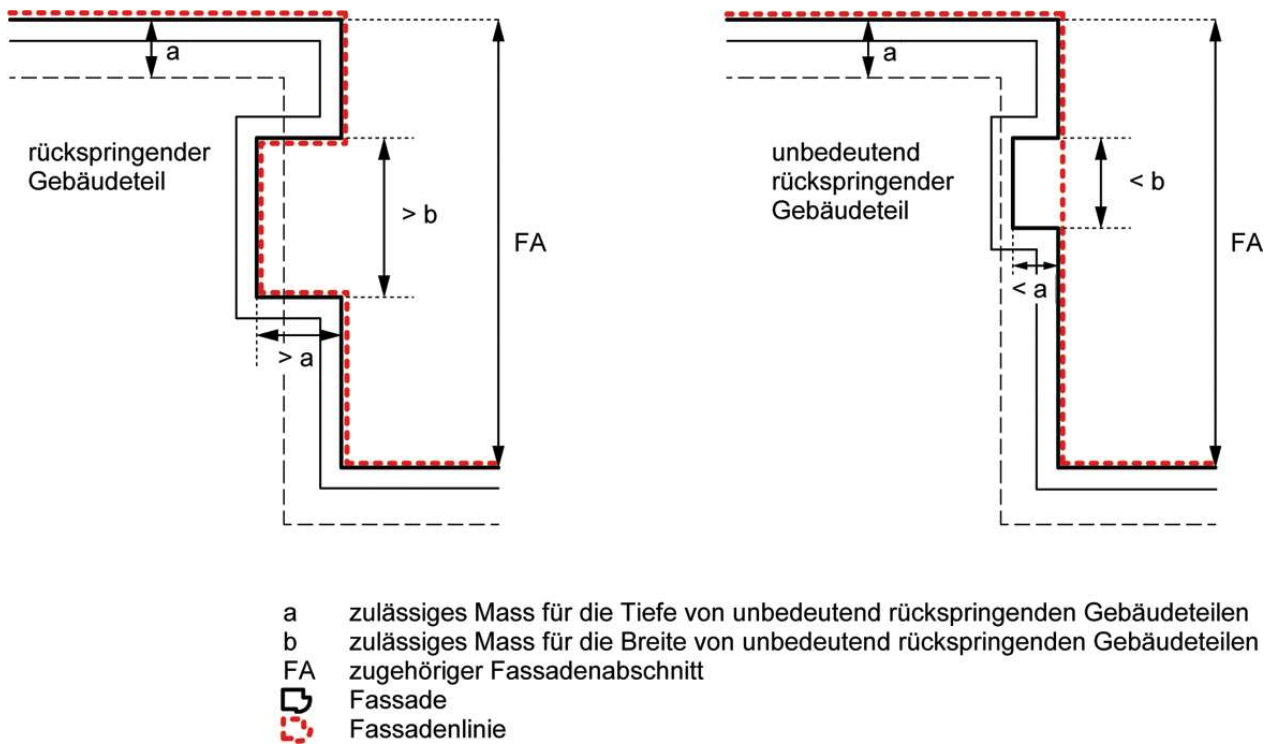 a
rückspringender
Gebäudeteil
> b
FA
> a
a
unbedeutend
rückspringender
Gebäudeteil
< b
FA
< a
a zulässiges Mass für die Tiefe von unbedeutend rückspringenden Gebäudeteilen
b zulässiges Mass für die Breite von unbedeutend rückspringenden Gebäudeteilen
FA zugehöriger Fassadenabschnitt
Fassade
Fassadenlinie